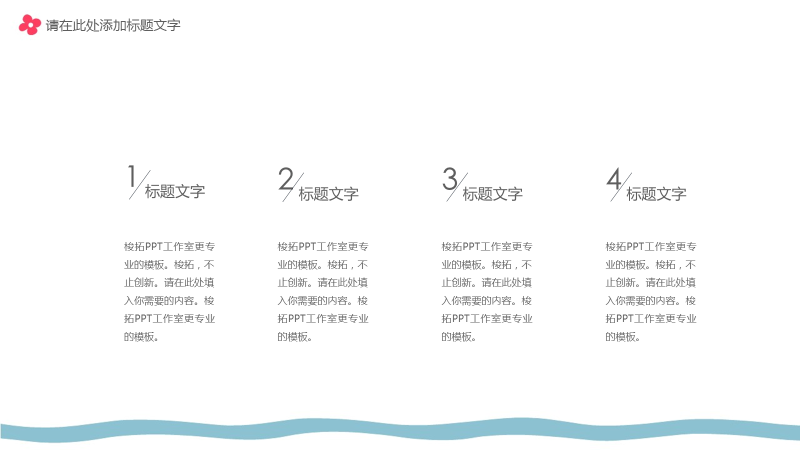 请在此处添加标题文字
1 标题文字
梭拓PPT工作室更专
业的模板。梭拓，不
止创新。请在此处填
入你需要的内容。梭
拓PPT工作室更专业
的模板。
2 标题文字
梭拓PPT工作室更专
业的模板。梭拓，不
止创新。请在此处填
入你需要的内容。梭
拓PPT工作室更专业
的模板。
3 标题文字
梭拓PPT工作室更专
业的模板。梭拓，不
止创新。请在此处填
入你需要的内容。梭
拓PPT工作室更专业
的模板。
4 标题文字
梭拓PPT工作室更专
业的模板。梭拓，不
止创新。请在此处填
入你需要的内容。梭
拓PPT工作室更专业
的模板。